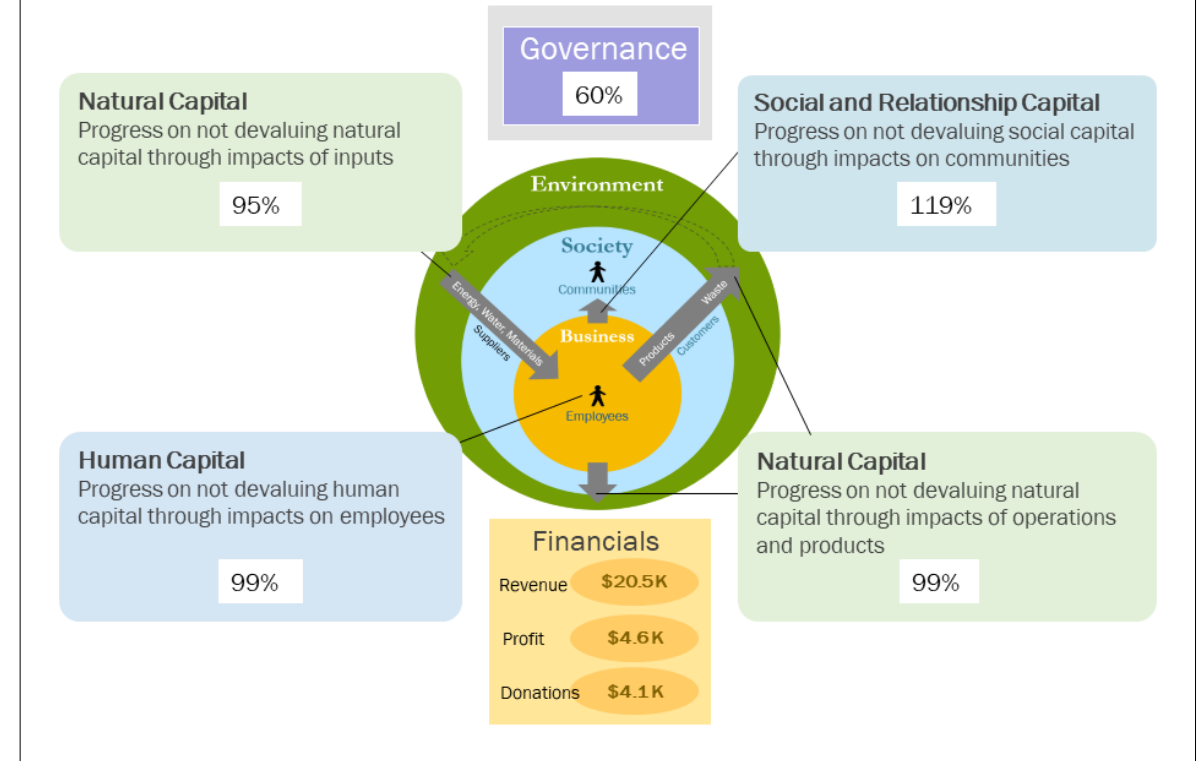 Governance
60%
Natural Capital
Progress on not devaluing natural
capital through impacts of inputs
95%
Social and Relationship Capital
Progress on not devaluing social capital
through impacts on communities
119%
Environment
Society
Communities
Energy, Water, Materials
Suppliers
Business
Products
Waste
Customers
Employees
Human Capital
Progress on not devaluing human
capital through impacts on employees
99%
Natural Capital
Progress on not devaluing natural
capital through impacts of operations
and products
99%
Financials
Revenue $20.5K
Profit $4.6K
Donations $4.1K